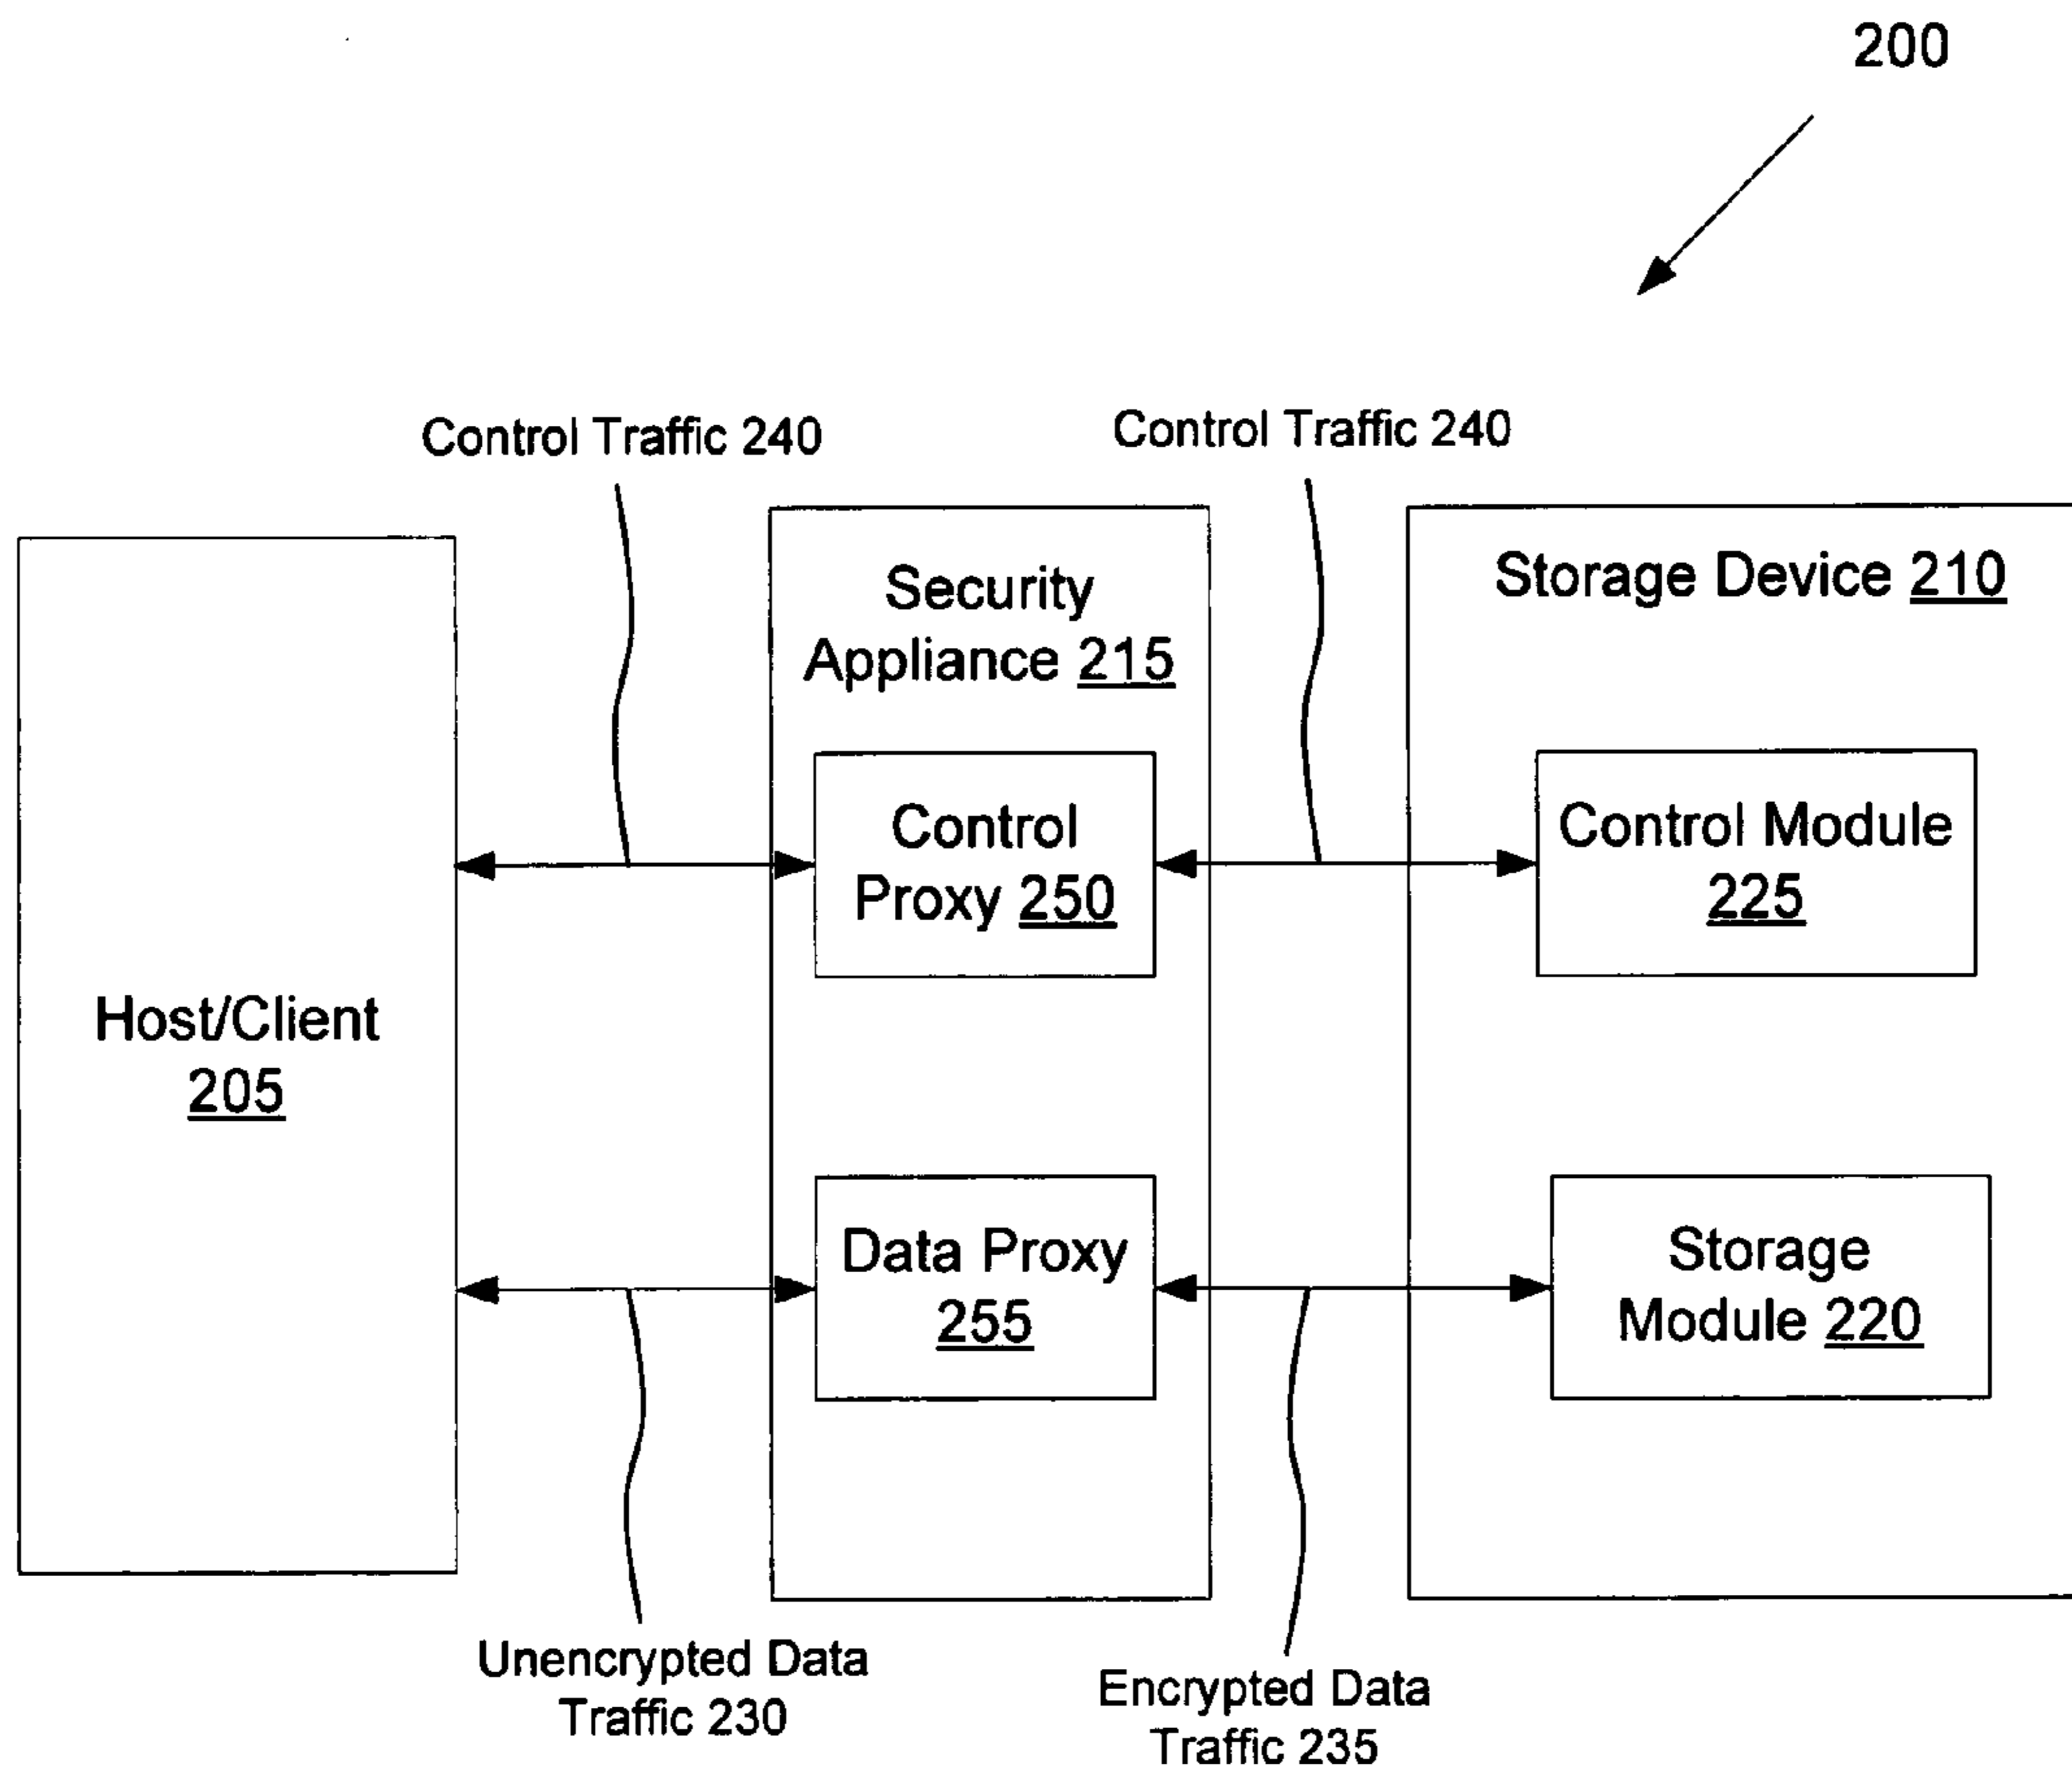 200
Control Traffic 240
Control Traffic 240
Security
Appliance 215
Storage Device 210
Control
Proxy 250
Control Module
225
Host/Client
205
Data Proxy
255
Storage
Module 220
Unencrypted Data
Traffic 230
Encrypted Data
Traffic 235